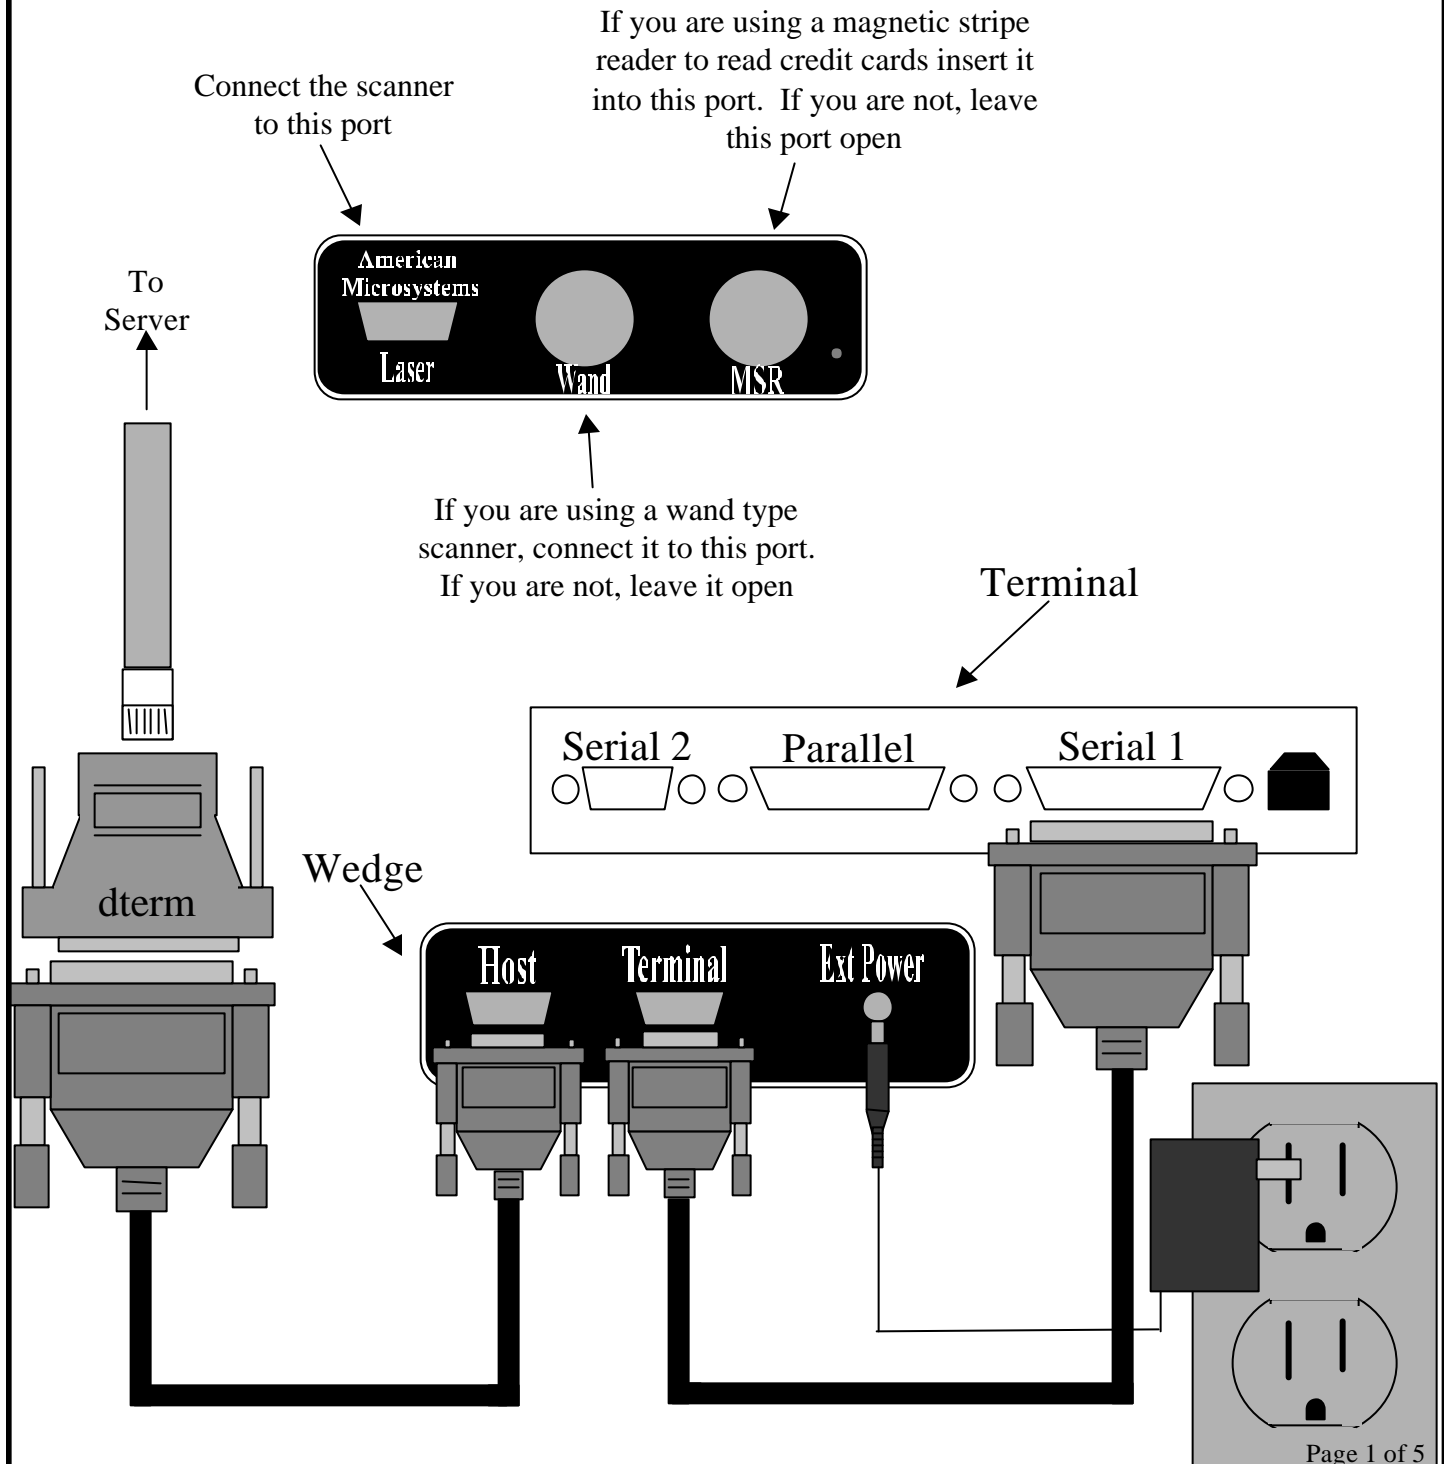 If you are using a magnetic stripe
reader to read credit cards insert it
into this port.  If you are not, leave
this port open
Connect the scanner
to this port
To
Server
American
Microsystems
Laser
Wand
MSR
If you are using a wand type
scanner, connect it to this port.
If you are not, leave it open
Terminal
Serial 2
Parallel
Serial 1
Wedge
dterm
Host
Terminal
Ext Power
Page 1 of 5